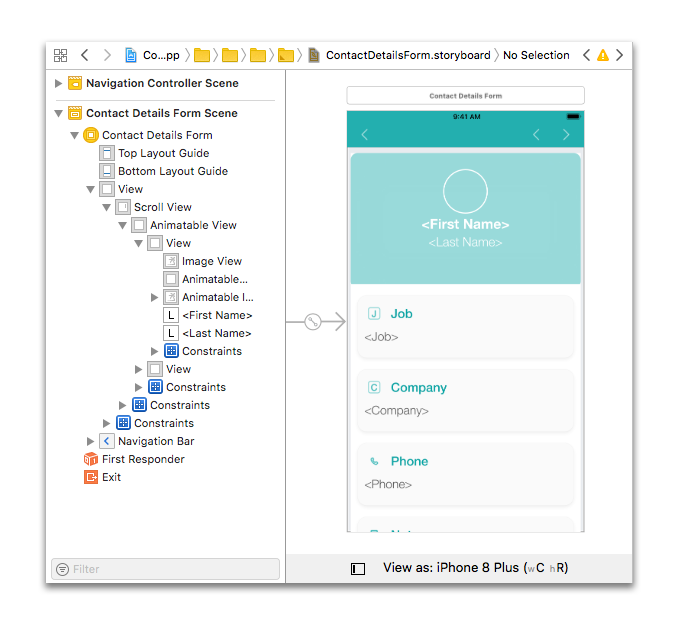 Co...pp ContactDetailsForm.storyboard No Selection
Navigation Controller Scene
Contact Details Form Scene
Contact Details Form
Top Layout Guide
Bottom Layout Guide
View
Scroll View
Animatable View
View
Image View
Animatable...
Animatable I...
L <First Name>
L <Last Name>
Constraints
View
Constraints
Constraints
Constraints
Navigation Bar
First Responder
Exit
Filter
Contact Details Form
9:41 AM
<First Name>
<Last Name>
J Job
<Job>
C Company
<Company>
Phone
<Phone>
View as: iPhone 8 Plus (wC hR)